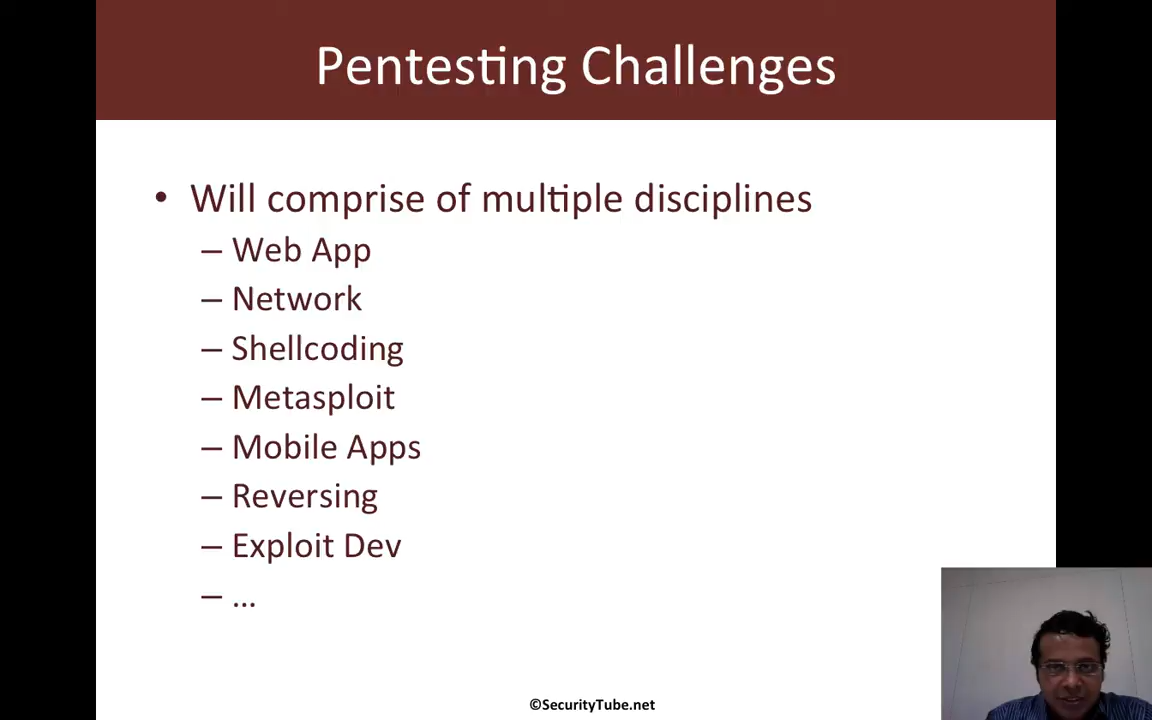 Pentesting Challenges
• Will comprise of multiple disciplines
– Web App
– Network
– Shellcoding
– Metasploit
– Mobile Apps
– Reversing
– Exploit Dev
– ...
©SecurityTube.net